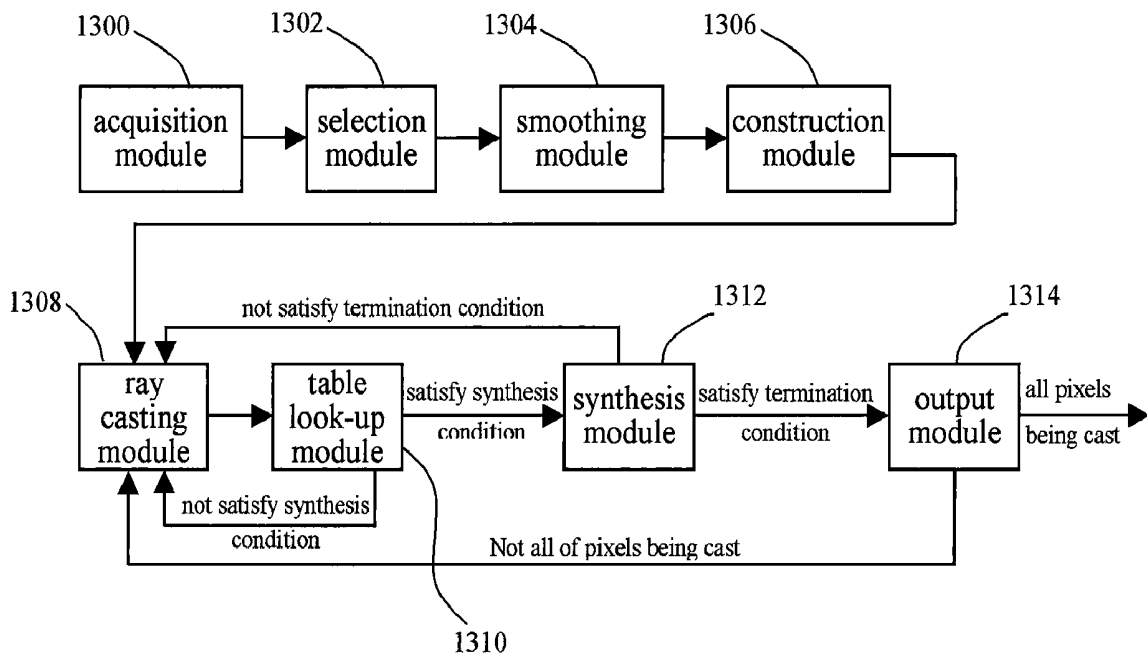 1300
1302
1304
1306
acquisition
module
selection
module
smoothing
module
construction
module
1308
not satisfy termination condition
1312
1314
ray
casting
module
table
look-up
module
satisfy synthesis
condition
synthesis
module
satisfy termination
condition
output
module
all pixels
being cast
not satisfy synthesis
condition
Not all of pixels being cast
1310